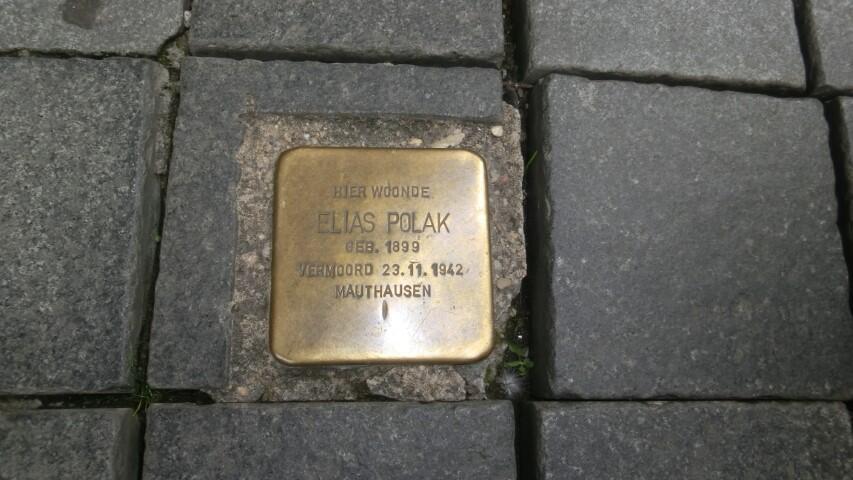 HIER WOONDE
ELIAS POLAK
GEB. 1899
VERMOORD 23.11.1942
MAUTHAUSEN